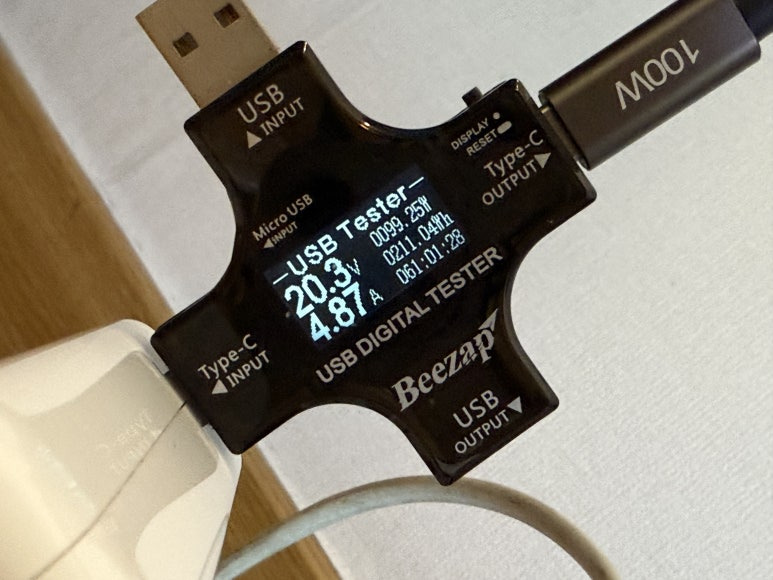 USB
▲ INPUT
100W
DISPLAY
RESET
Type-C
OUTPUT ▶
Micro USB
◀ INPUT
—USB Tester—
20.3V 0099.25W
4.87A 0211.04Wh
061:01:28
USB DIGITAL TESTER
Type-C
◀ INPUT
Beezap
USB
OUTPUT ▼